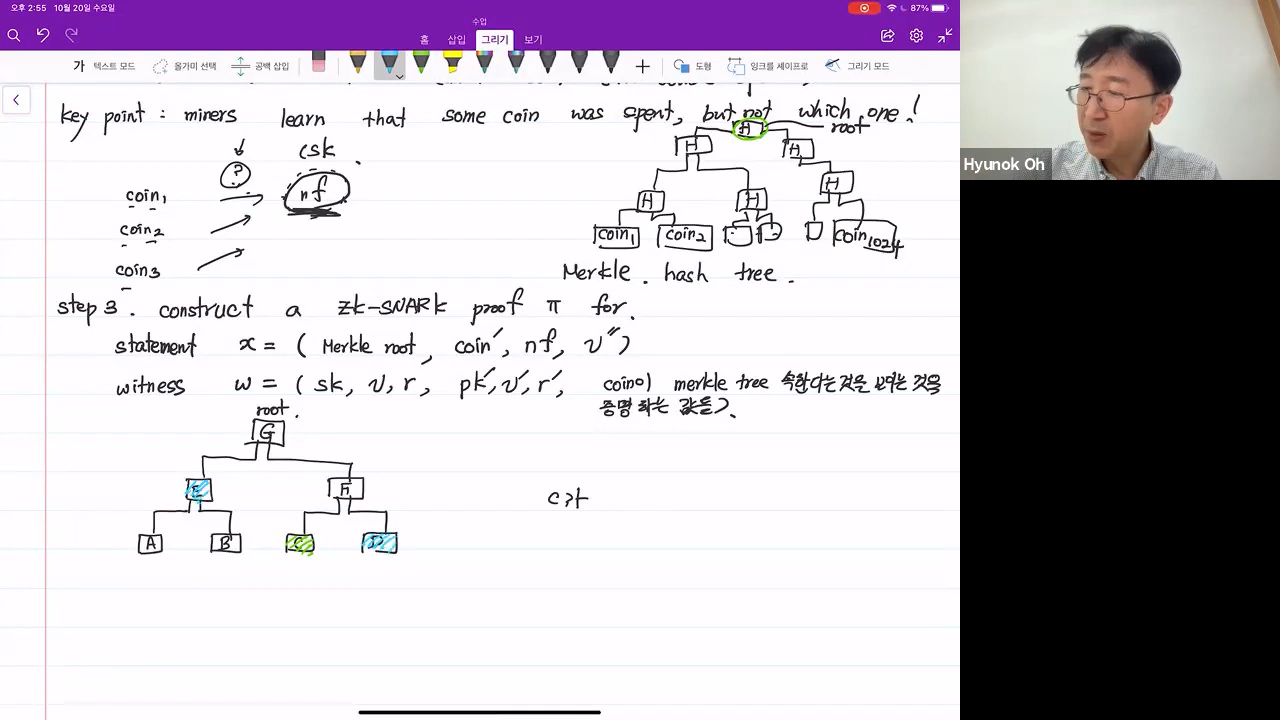 오후 2:55 10월 20일 수요일
수업
87%
홈 삽입 그리기 보기
가 텍스트 모드 올가미 선택 공백 삽입 도형 잉크를 셰이프로 그리기 모드
key point : miners learn that some coin was spent, but not which one!
H root
csk
H H
?
H
coin1 nf
H H
coin2
coin1 coin2 coin1024
coin3
Merkle hash tree.
step 3. construct a zk-SNARK proof π for.
statement x = ( Merkle root, coin′, nf, v″)
witness w = ( sk, v, r, pk′, v′, r′, coin이 merkle tree 속한다는 것을
증명하는 값들).
root.
G
E F
C가
A B C D
Hyunok Oh